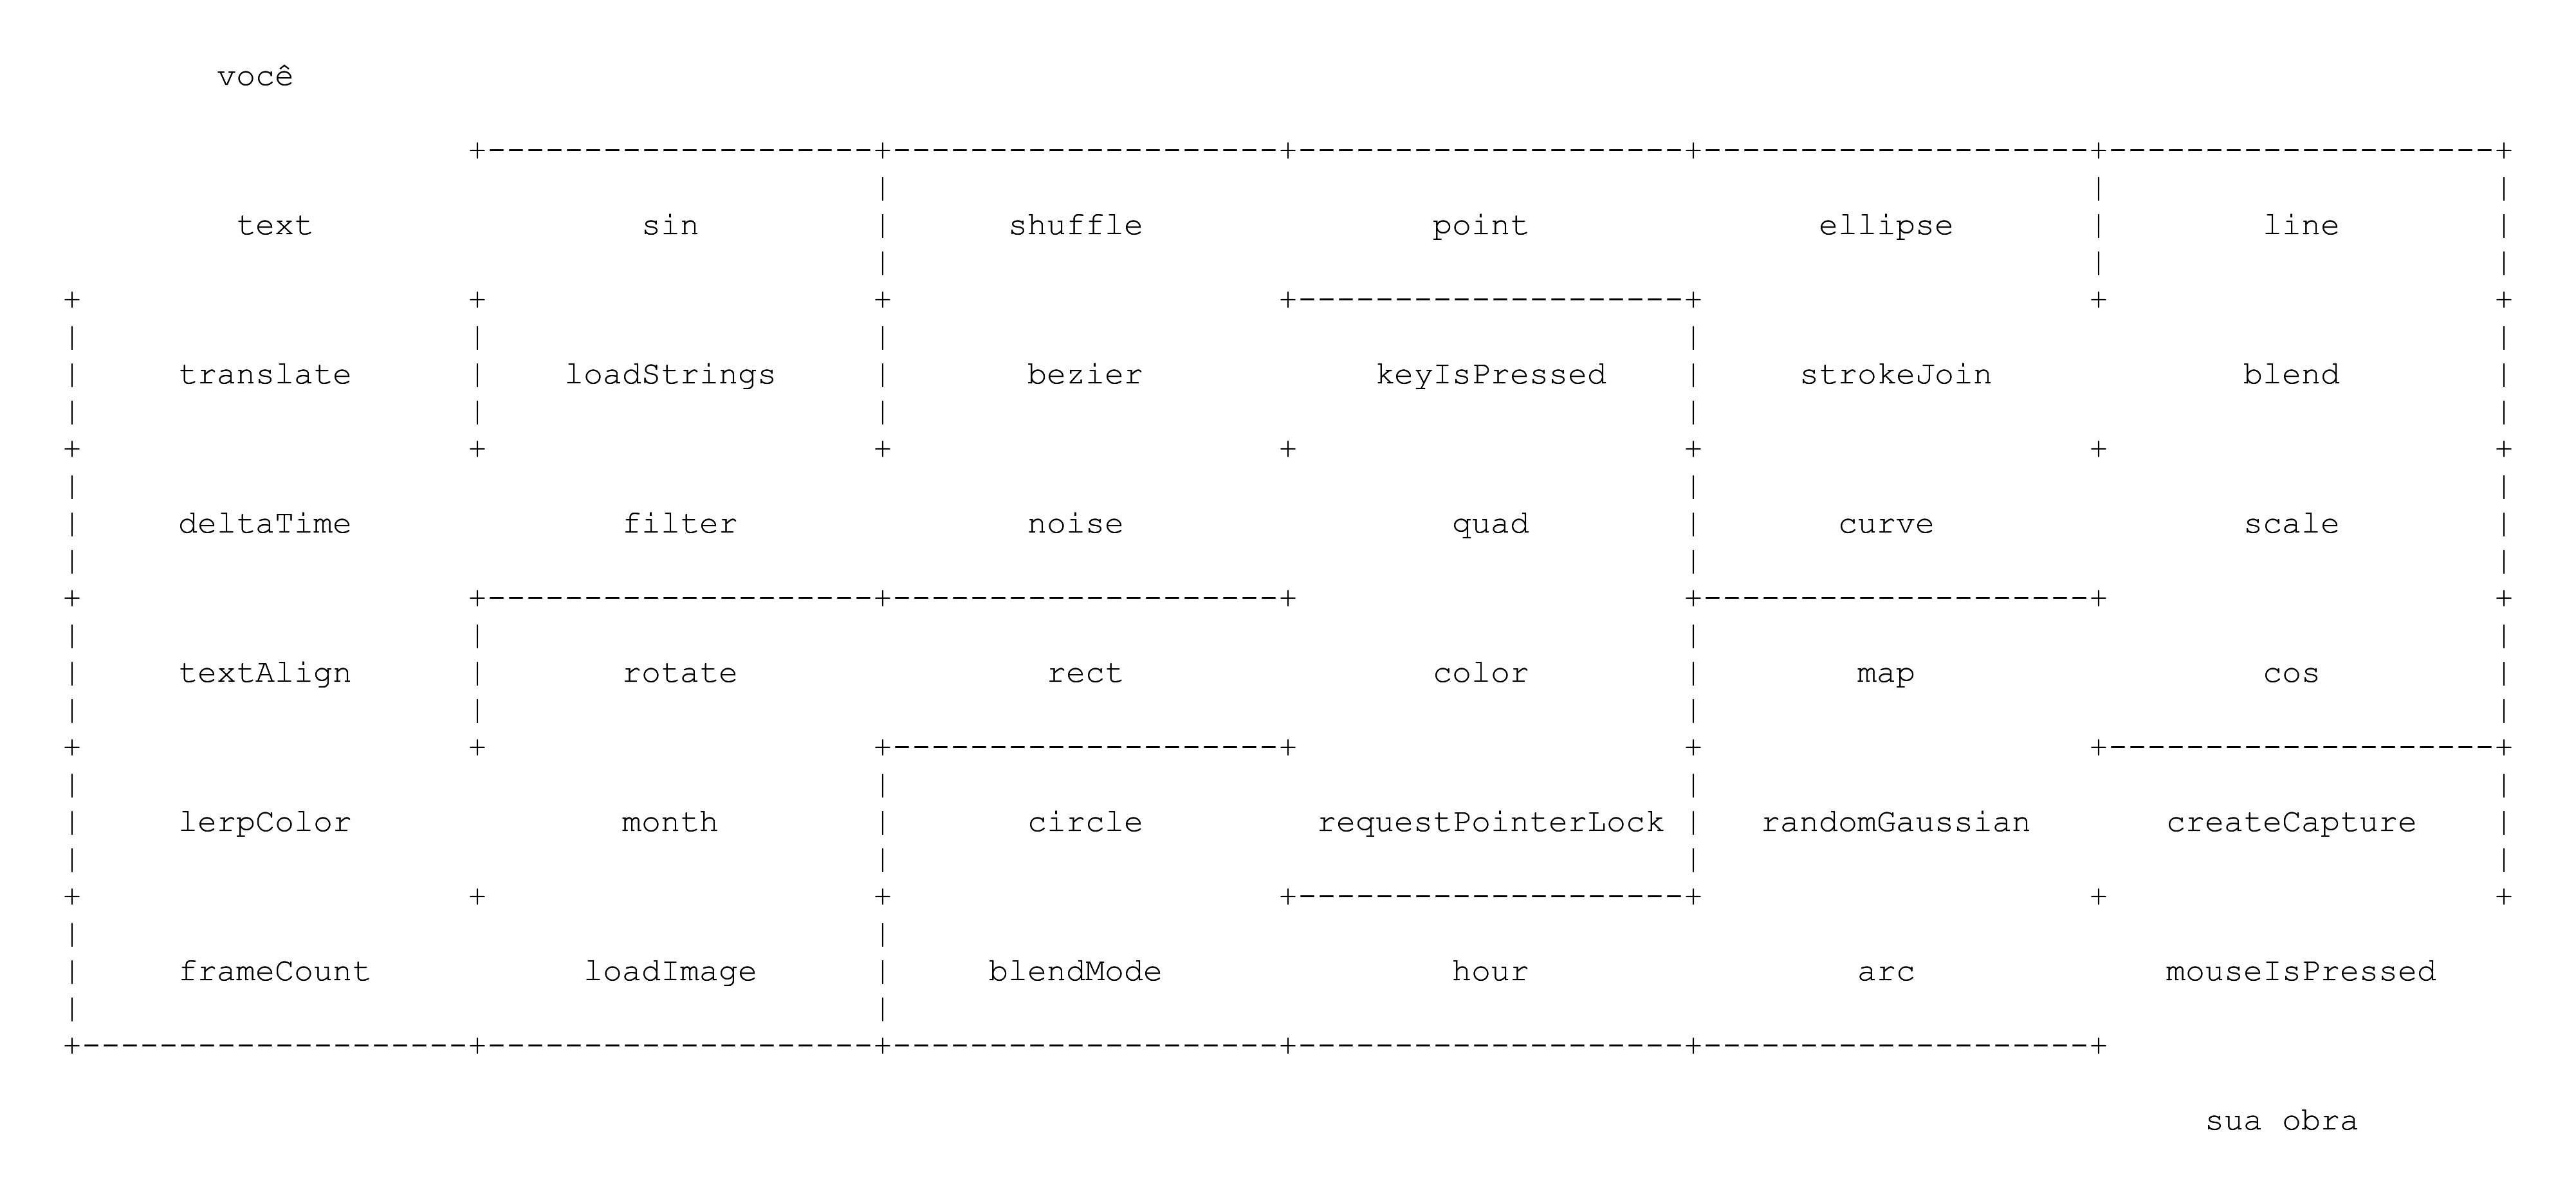 você
text sin shuffle point ellipse line
translate loadStrings bezier keyIsPressed strokeJoin blend
deltaTime filter noise quad curve scale
textAlign rotate rect color map cos
lerpColor month circle requestPointerLock randomGaussian createCapture
frameCount loadImage blendMode hour arc mouseIsPressed
sua obra